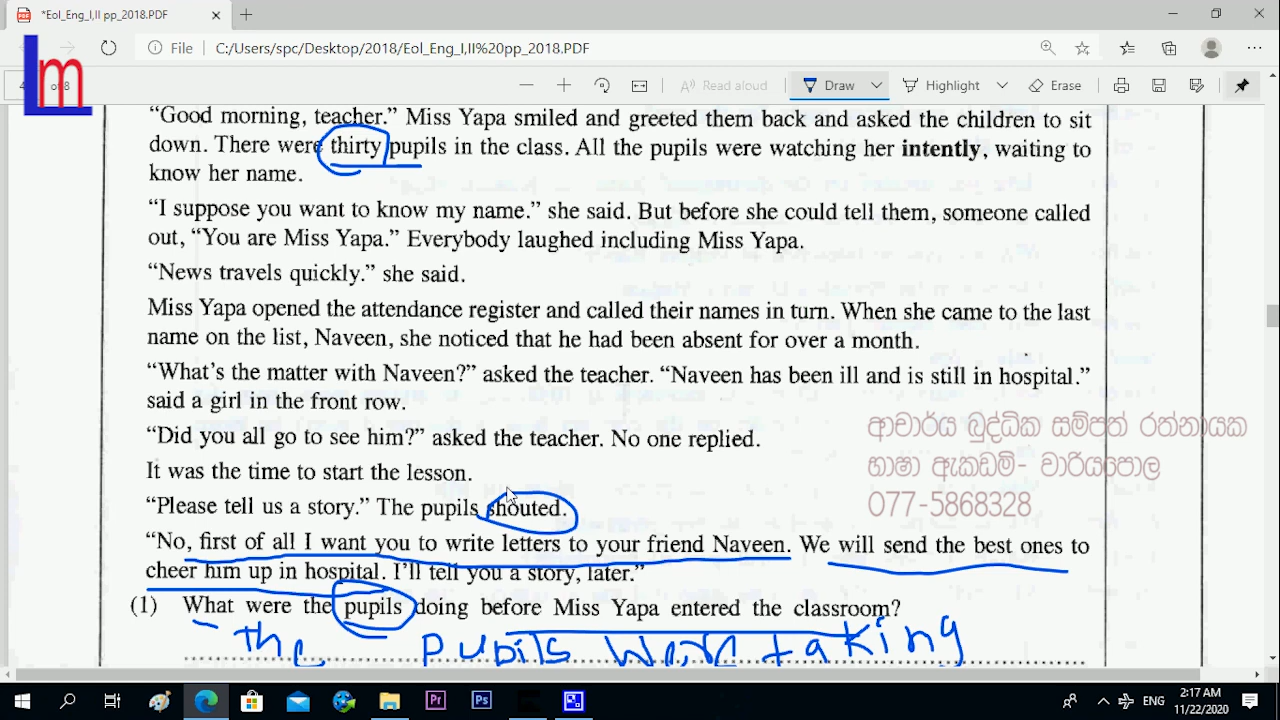 *Eol_Eng_I,II pp_2018.PDF
File C:/Users/spc/Desktop/2018/Eol_Eng_I,II%20pp_2018.PDF
Lm
4 of 8 Read aloud Draw Highlight Erase
“Good morning, teacher.” Miss Yapa smiled and greeted them back and asked the children to sit
down. There were thirty pupils in the class. All the pupils were watching her intently, waiting to
know her name.
“I suppose you want to know my name.” she said. But before she could tell them, someone called
out, “You are Miss Yapa.” Everybody laughed including Miss Yapa.
“News travels quickly.” she said.
Miss Yapa opened the attendance register and called their names in turn. When she came to the last
name on the list, Naveen, she noticed that he had been absent for over a month.
“What’s the matter with Naveen?” asked the teacher. “Naveen has been ill and is still in hospital.”
said a girl in the front row.
“Did you all go to see him?” asked the teacher. No one replied.
It was the time to start the lesson.
“Please tell us a story.” The pupils shouted.
“No, first of all I want you to write letters to your friend Naveen. We will send the best ones to
cheer him up in hospital. I’ll tell you a story, later.”
(1) What were the pupils doing before Miss Yapa entered the classroom?
The pupils were taking
ආචාර්ය බුද්ධික සම්පත් රත්නායක
භාෂා ඇකඩමි- වාරියපොල
077-5868328
Pr Ps ENG 2:17 AM
11/22/2020